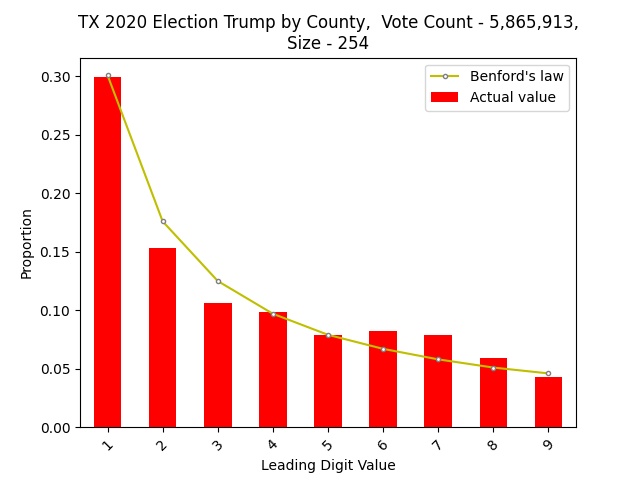 TX 2020 Election Trump by County,  Vote Count - 5,865,913,
Size - 254
Benford's law
Actual value
0.30
0.25
0.20
0.15
0.10
0.05
0.00
Proportion
1 2 3 4 5 6 7 8 9
Leading Digit Value